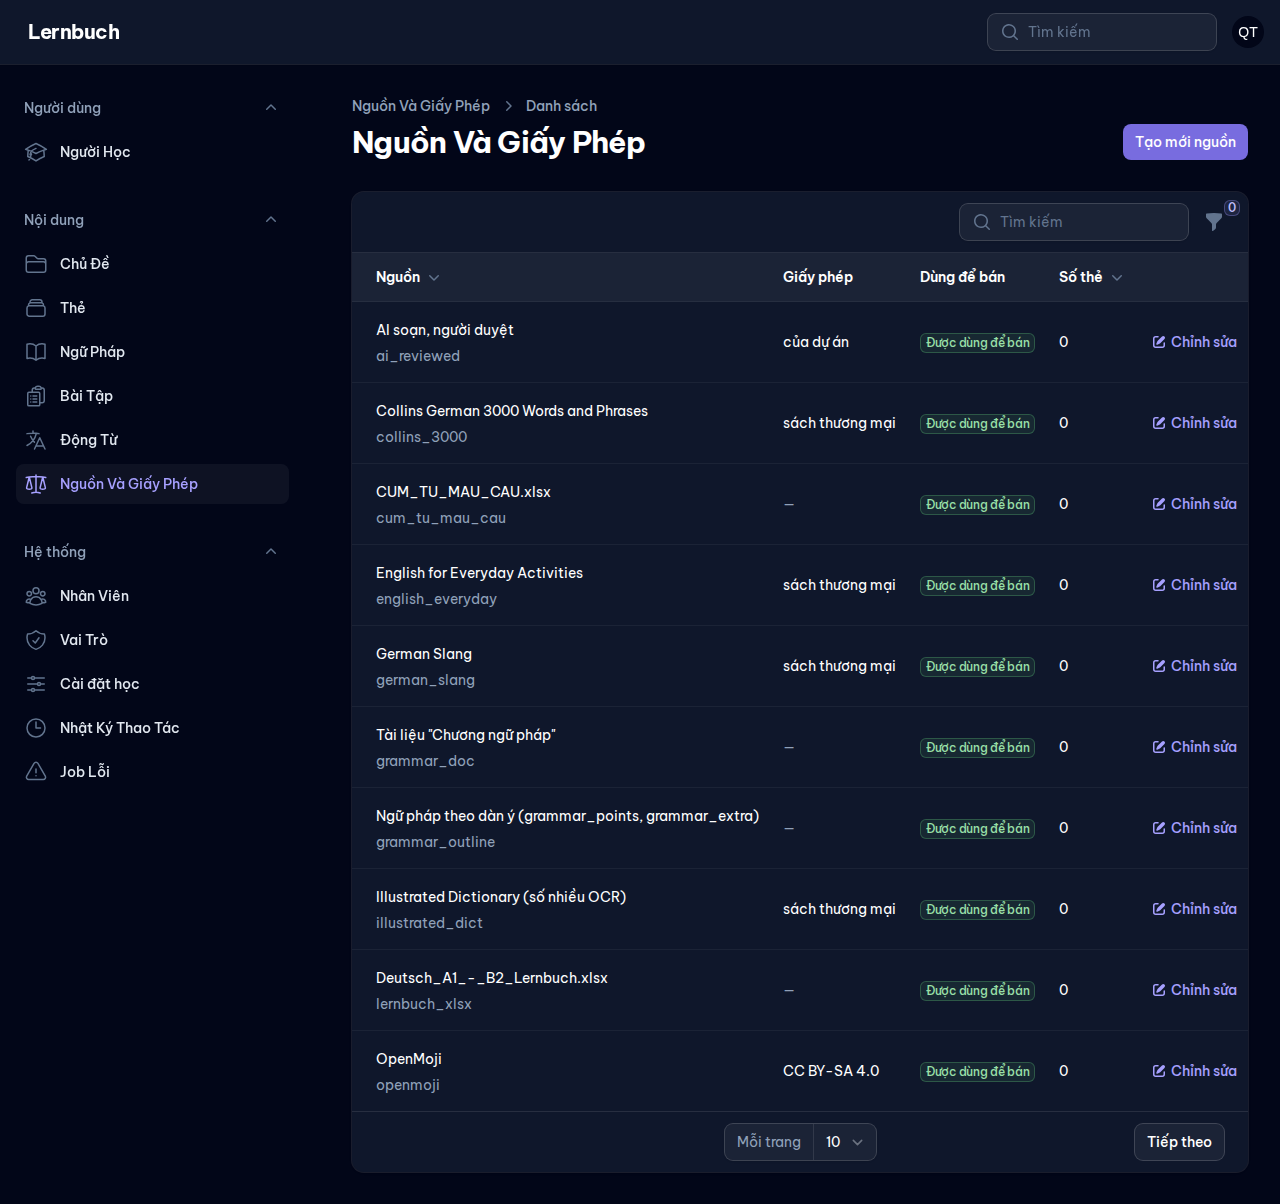 Lernbuch
Tìm kiếm
QT
Người dùng
Người Học
Nội dung
Chủ Đề
Thẻ
Ngữ Pháp
Bài Tập
Động Từ
Nguồn Và Giấy Phép
Hệ thống
Nhân Viên
Vai Trò
Cài đặt học
Nhật Ký Thao Tác
Job Lỗi
Nguồn Và Giấy Phép
Danh sách
Nguồn Và Giấy Phép
Tạo mới nguồn
Tìm kiếm
0
Nguồn Giấy phép Dùng để bán Số thẻ
AI soạn, người duyệt
ai_reviewed
của dự án Được dùng để bán 0 Chỉnh sửa
Collins German 3000 Words and Phrases
collins_3000
sách thương mại Được dùng để bán 0 Chỉnh sửa
CUM_TU_MAU_CAU.xlsx
cum_tu_mau_cau
— Được dùng để bán 0 Chỉnh sửa
English for Everyday Activities
english_everyday
sách thương mại Được dùng để bán 0 Chỉnh sửa
German Slang
german_slang
sách thương mại Được dùng để bán 0 Chỉnh sửa
Tài liệu "Chương ngữ pháp"
grammar_doc
— Được dùng để bán 0 Chỉnh sửa
Ngữ pháp theo dàn ý (grammar_points, grammar_extra)
grammar_outline
— Được dùng để bán 0 Chỉnh sửa
Illustrated Dictionary (số nhiều OCR)
illustrated_dict
sách thương mại Được dùng để bán 0 Chỉnh sửa
Deutsch_A1_-_B2_Lernbuch.xlsx
lernbuch_xlsx
— Được dùng để bán 0 Chỉnh sửa
OpenMoji
openmoji
CC BY-SA 4.0 Được dùng để bán 0 Chỉnh sửa
Mỗi trang 10
Tiếp theo